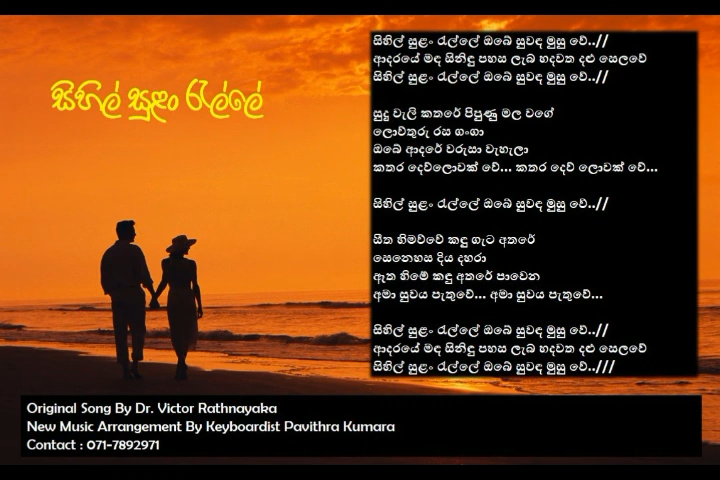 සිහිල් සුළං රැල්ලේ
සිහිල් සුළං රැල්ලේ ඔබේ සුවඳ මුසු වේ..//
ආදරයේ මඳ සිනිඳු පහස ලැබ හදවත දළු සෙලවේ
සිහිල් සුළං රැල්ලේ ඔබේ සුවඳ මුසු වේ..//
සුදු වැලි කතරේ පිපුණු මල වගේ
ලොව්තුරු රස ගංගා
ඔබේ ආදරේ වරුසා වැහැලා
කතර දෙව්ලොවක් වේ... කතර දෙව් ලොවක් වේ...
සිහිල් සුළං රැල්ලේ ඔබේ සුවඳ මුසු වේ..//
සීත හිමව්වේ කඳු ගැට අතරේ
සෙනෙහස දිය දහරා
ඈත හිමේ කඳු අතරේ පාවෙන
අමා සුවය පැතුවේ... අමා සුවය පැතුවේ...
සිහිල් සුළං රැල්ලේ ඔබේ සුවඳ මුසු වේ..//
ආදරයේ මඳ සිනිඳු පහස ලැබ හදවත දළු සෙලවේ
සිහිල් සුළං රැල්ලේ ඔබේ සුවඳ මුසු වේ..///
Original Song By Dr. Victor Rathnayaka
New Music Arrangement By Keyboardist Pavithra Kumara
Contact : 071-7892971